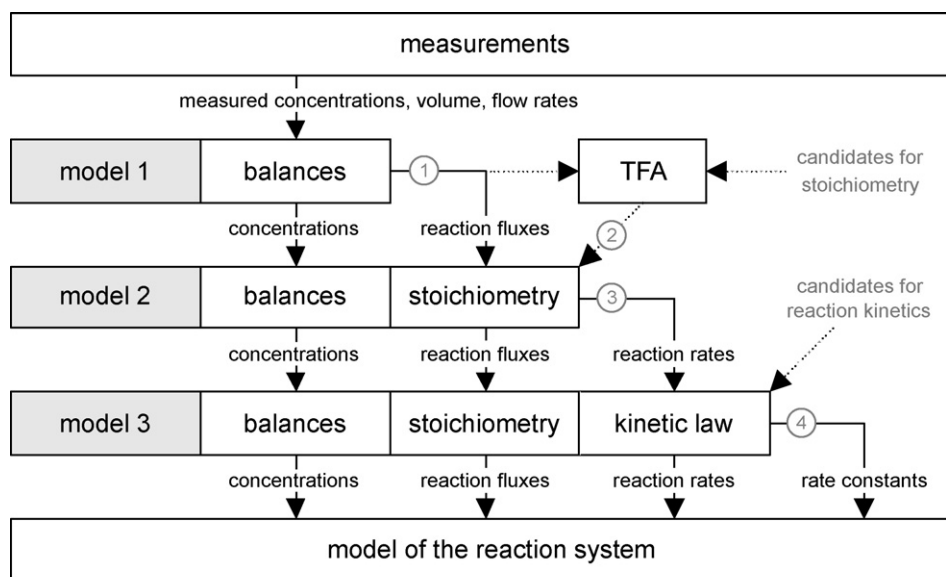 measurements
measured concentrations, volume, flow rates
model 1
balances
1
TFA
candidates for
stoichiometry
concentrations
reaction fluxes
2
model 2
balances
stoichiometry
3
candidates for
reaction kinetics
concentrations
reaction fluxes
reaction rates
model 3
balances
stoichiometry
kinetic law
4
concentrations
reaction fluxes
reaction rates
rate constants
model of the reaction system